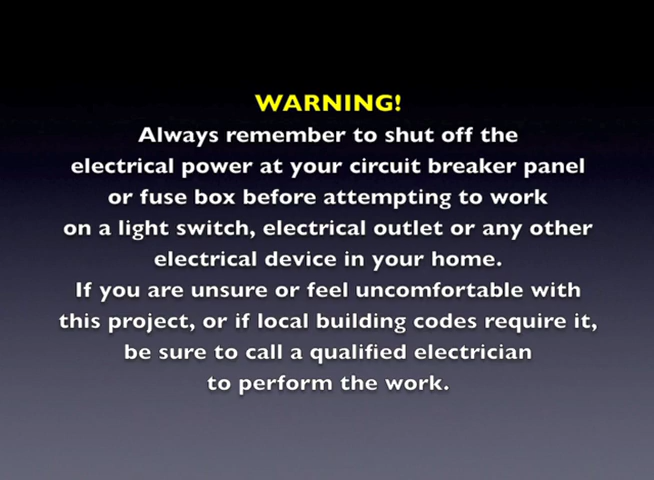 WARNING!
Always remember to shut off the
electrical power at your circuit breaker panel
or fuse box before attempting to work
on a light switch, electrical outlet or any other
electrical device in your home.
If you are unsure or feel uncomfortable with
this project, or if local building codes require it,
be sure to call a qualified electrician
to perform the work.